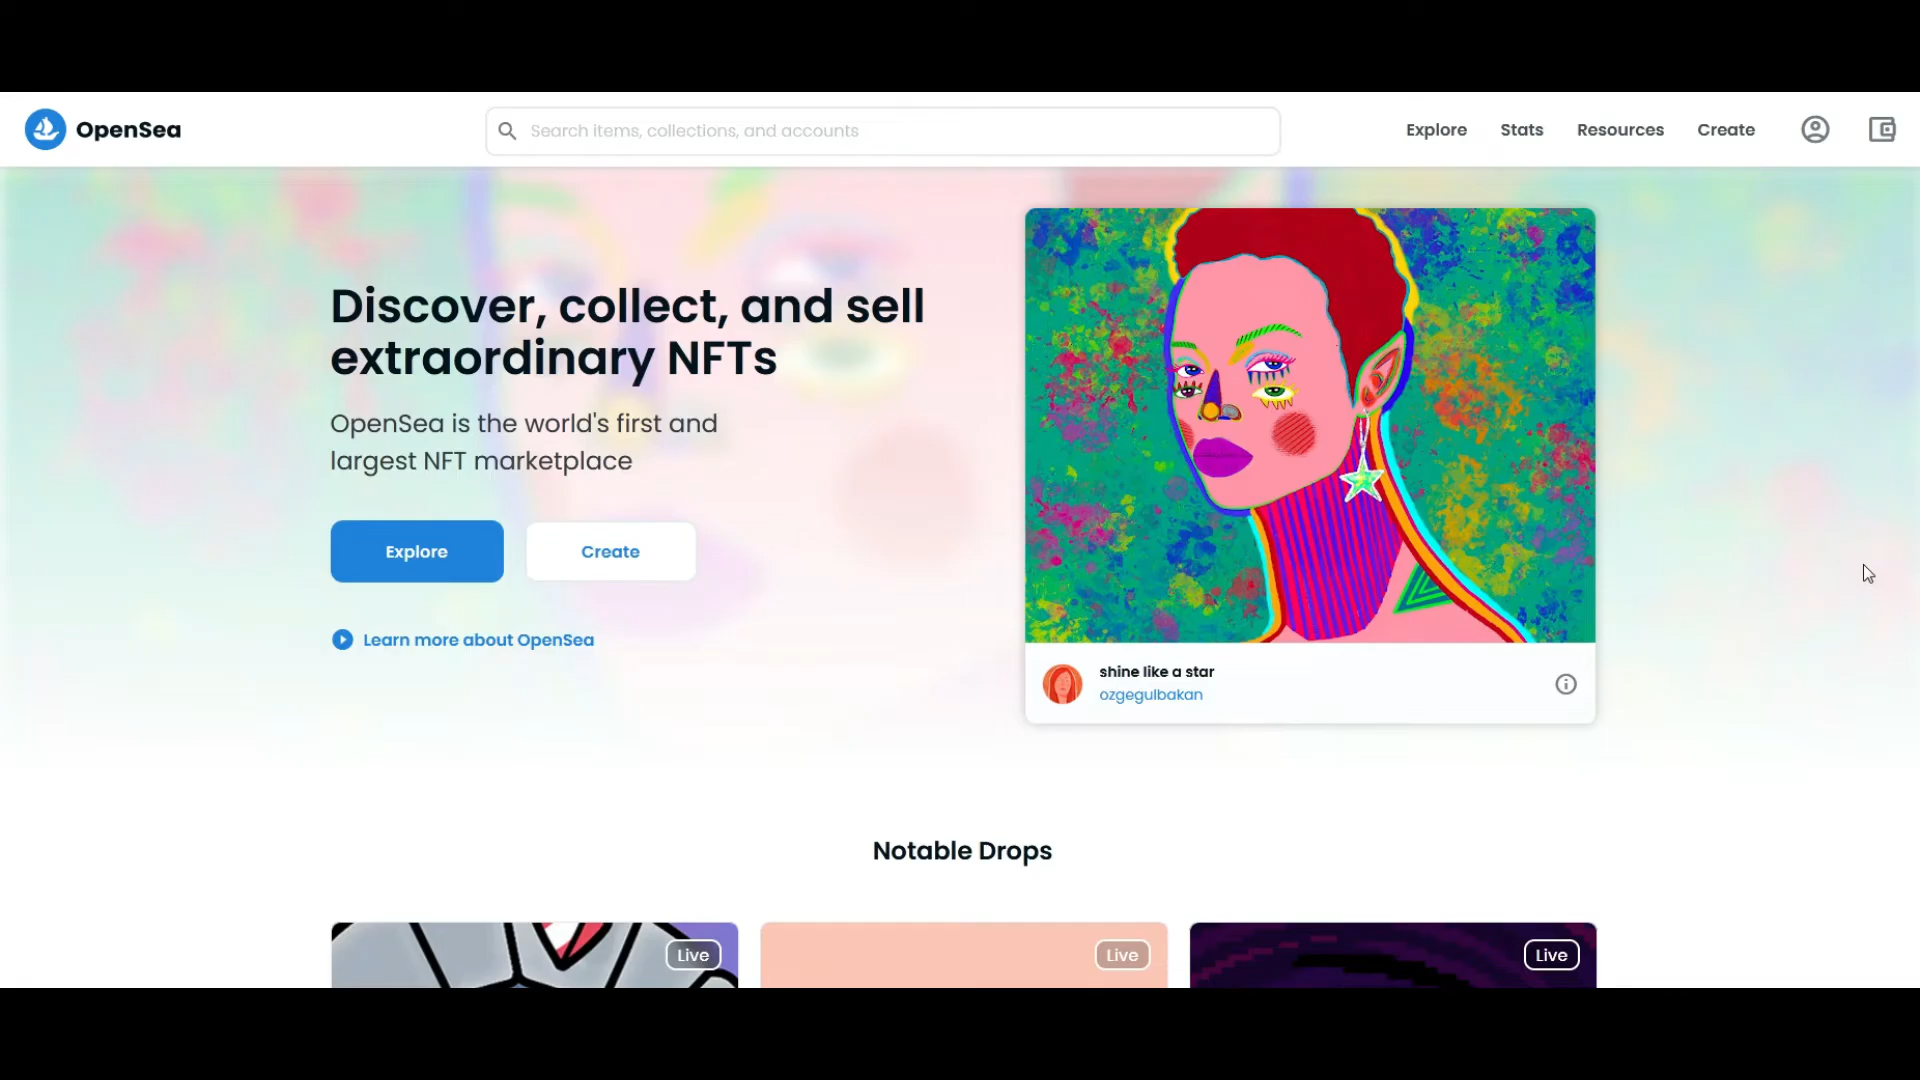 OpenSea
Search items, collections, and accounts
Explore
Stats
Resources
Create
Discover, collect, and sell
extraordinary NFTs
OpenSea is the world's first and
largest NFT marketplace
Explore
Create
Learn more about OpenSea
shine like a star
ozgegulbakan
Notable Drops
Live
Live
Live